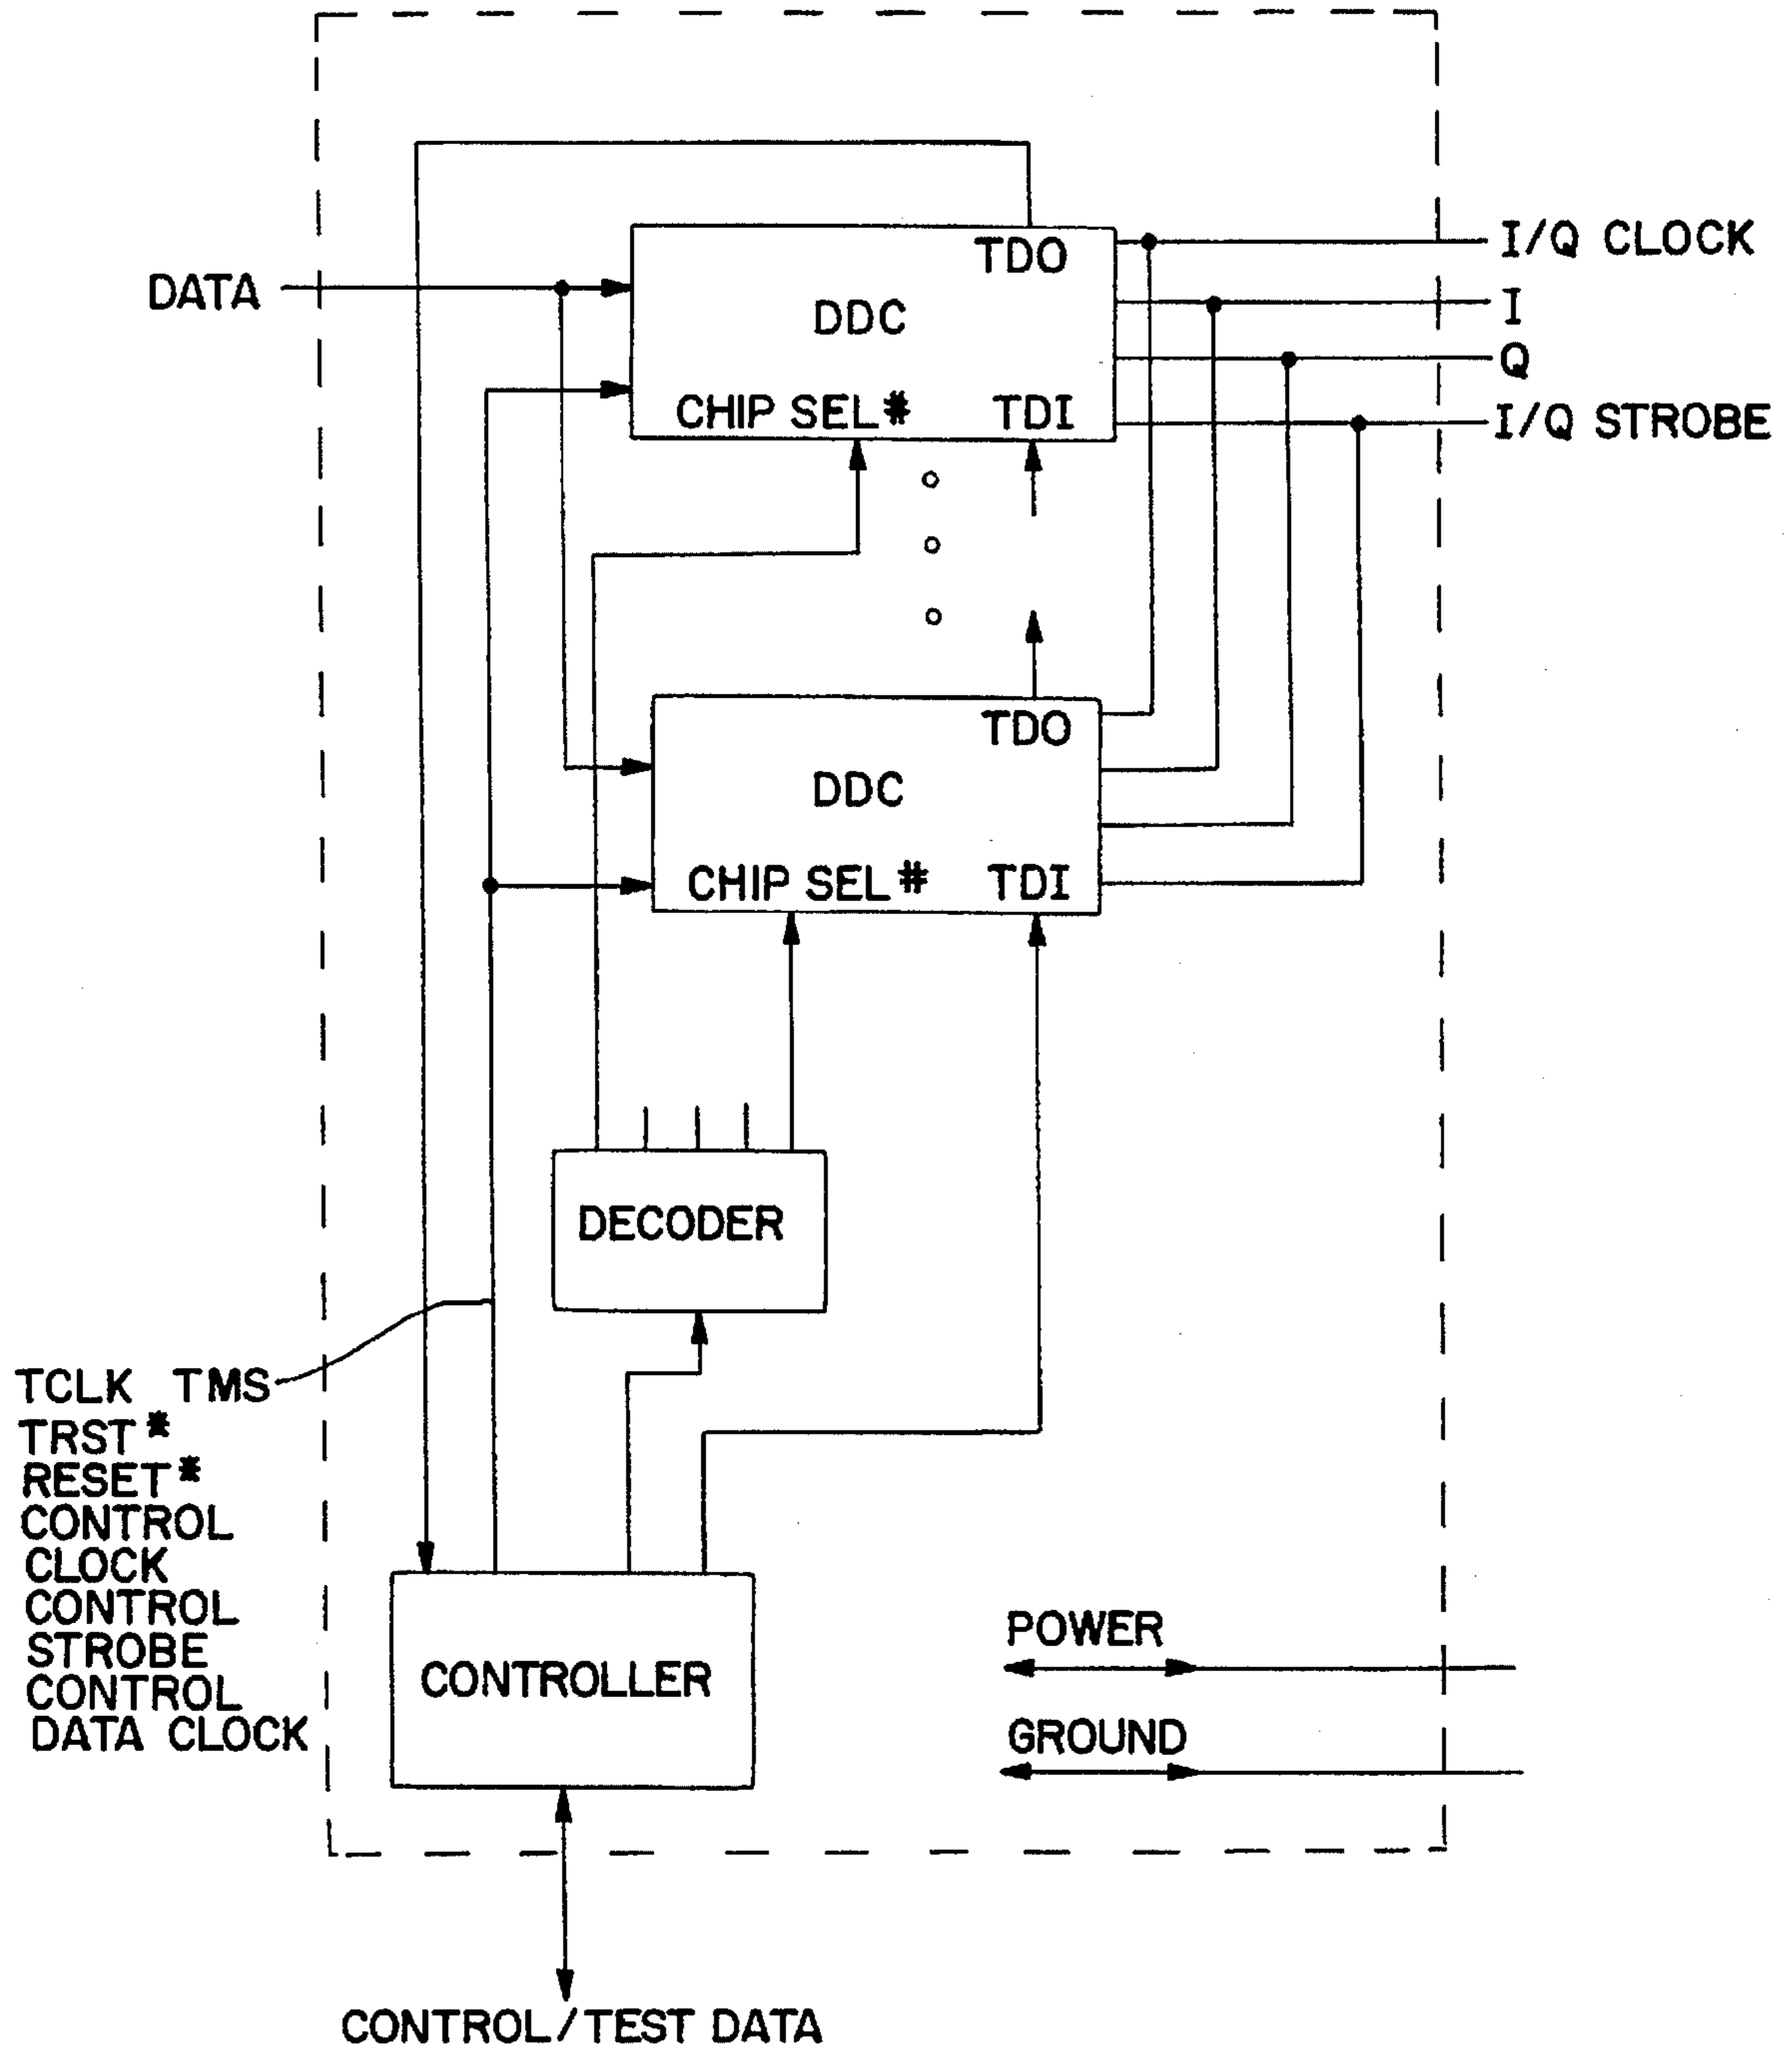 TDO
I/Q CLOCK
DATA
DDC
I
Q
CHIP SEL# TDI
I/Q STROBE
TDO
DDC
CHIP SEL# TDI
DECODER
TCLK TMS
TRST*
RESET*
CONTROL
CLOCK
CONTROL
STROBE
CONTROL
DATA CLOCK
CONTROLLER
POWER
GROUND
CONTROL/TEST DATA